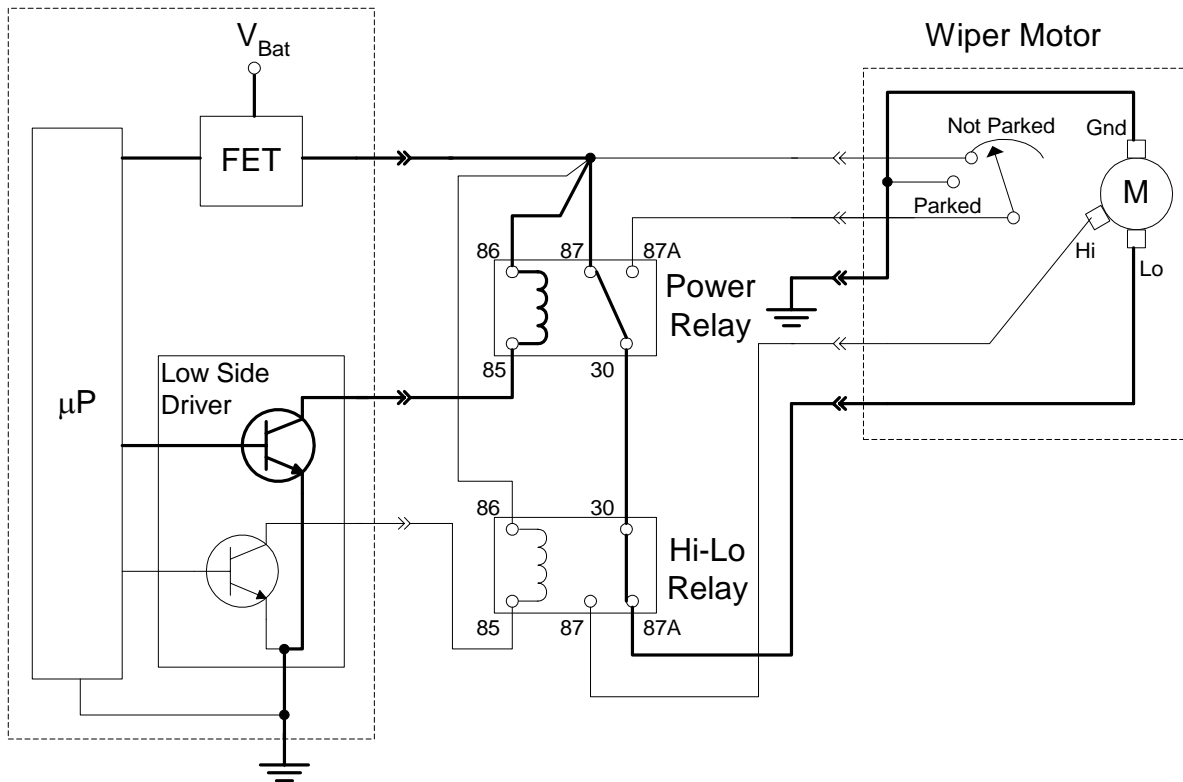 V_Bat
FET
μP
Low Side
Driver
Wiper Motor
Not Parked
Gnd
Parked
M
Hi
Lo
86
87
87A
Power
Relay
85
30
86
30
Hi-Lo
Relay
85
87
87A